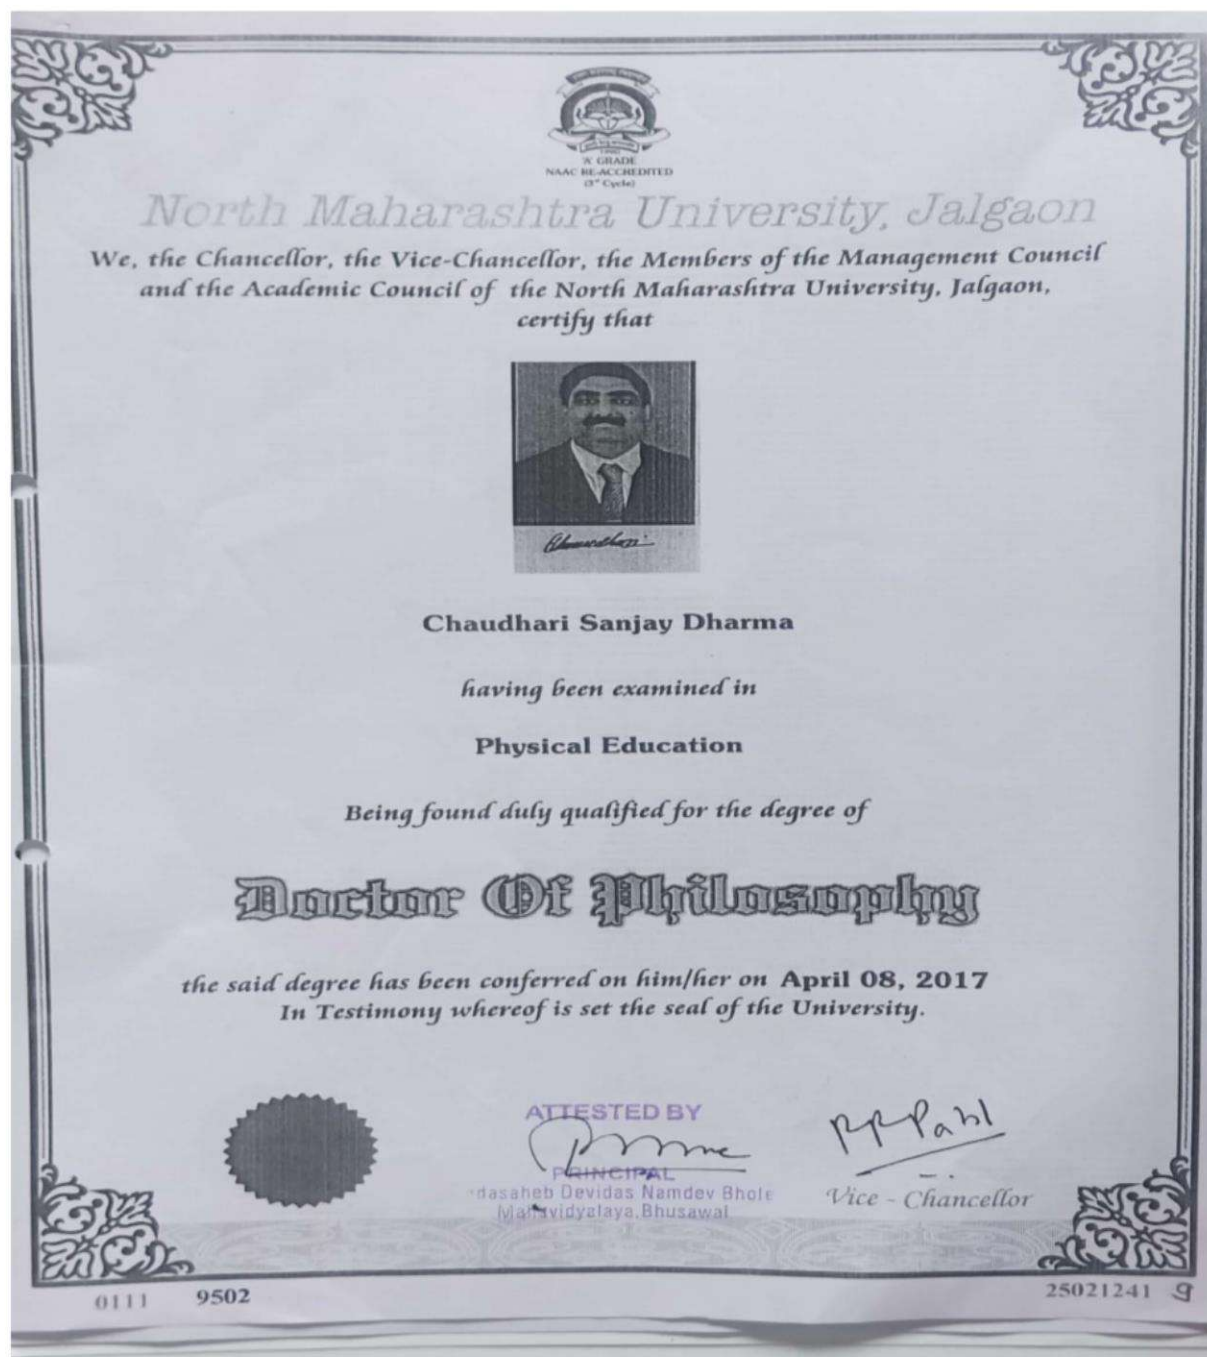 'A' GRADE
NAAC RE-ACCREDITED
(3rd Cycle)
North Maharashtra University, Jalgaon
We, the Chancellor, the Vice-Chancellor, the Members of the Management Council
and the Academic Council of the North Maharashtra University, Jalgaon,
certify that
Chaudhari Sanjay Dharma
having been examined in
Physical Education
Being found duly qualified for the degree of
Doctor Of Philosophy
the said degree has been conferred on him/her on April 08, 2017
In Testimony whereof is set the seal of the University.
ATTESTED BY
PRINCIPAL
dasaheb Devidas Namdev Bhole
Mahavidyalaya, Bhusawal
Vice - Chancellor
0111 9502
25021241 9